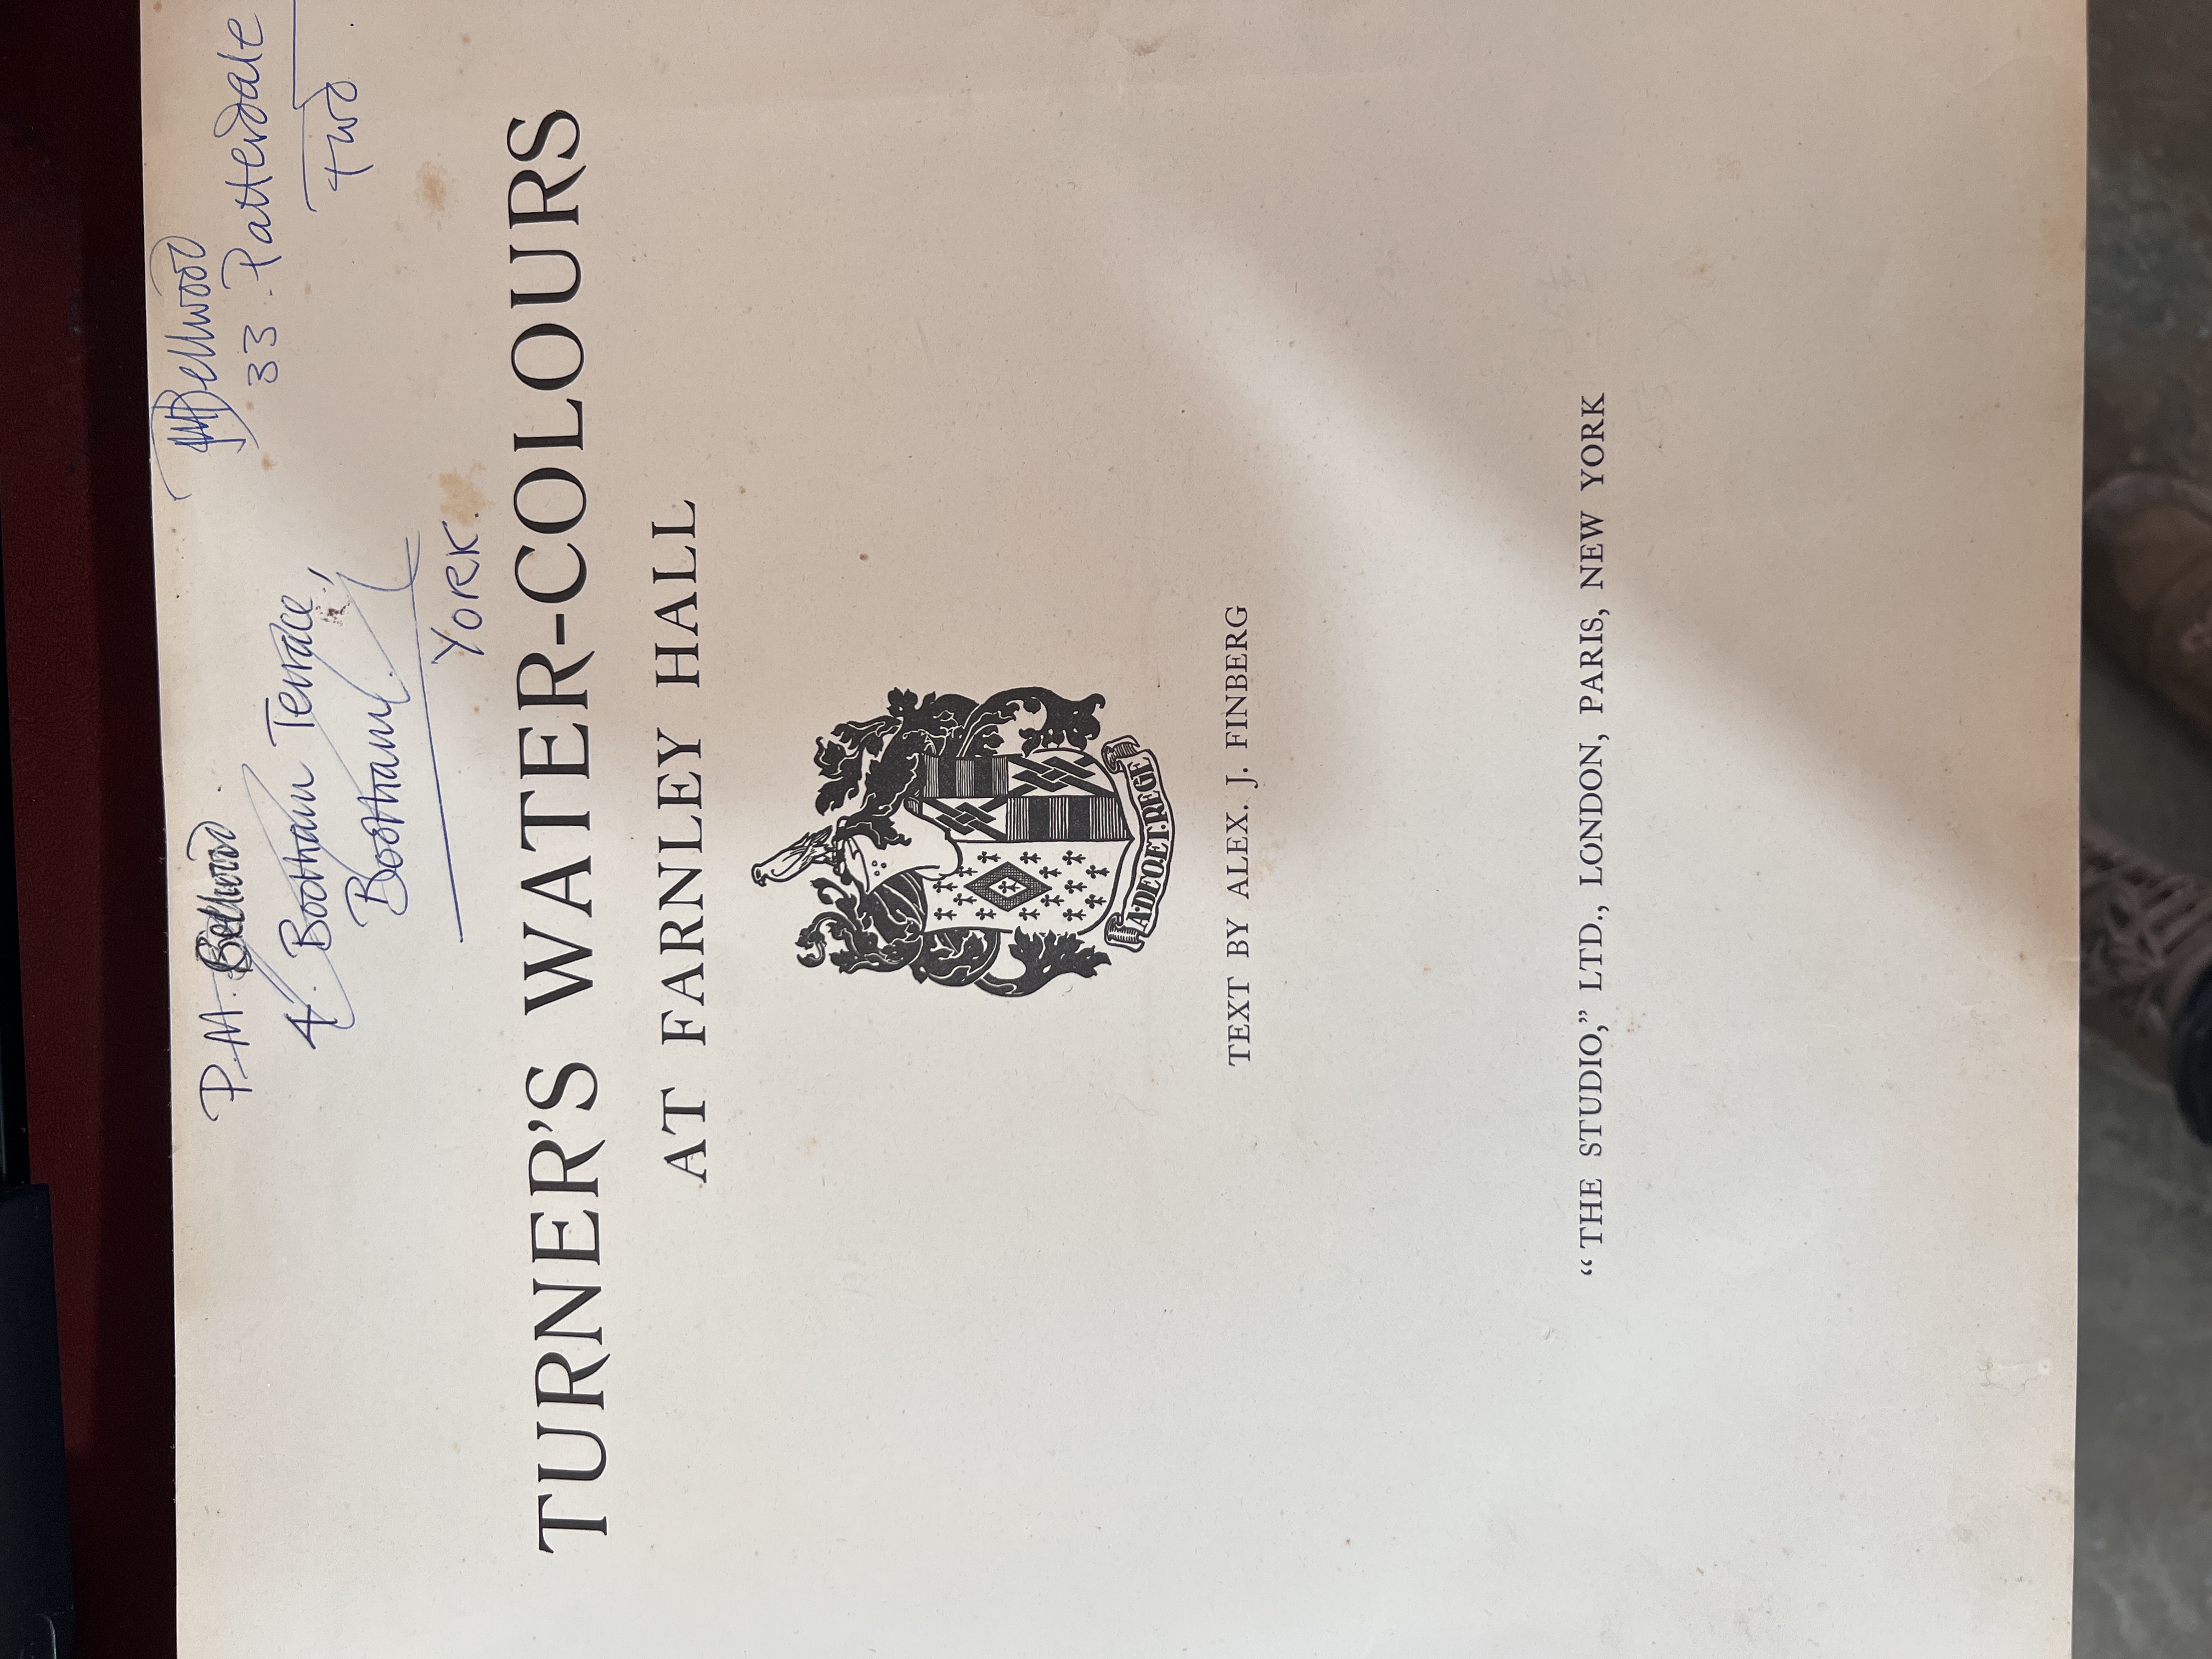 P.M. Bellwood.
4. Bootham Terrace,
Bootham
YORK.
Bellwood
33. Patterdale
TURNER'S WATER-COLOURS
AT FARNLEY HALL
A·DEO·ET·REGE
TEXT BY ALEX. J. FINBERG
“THE STUDIO,” LTD., LONDON, PARIS, NEW YORK